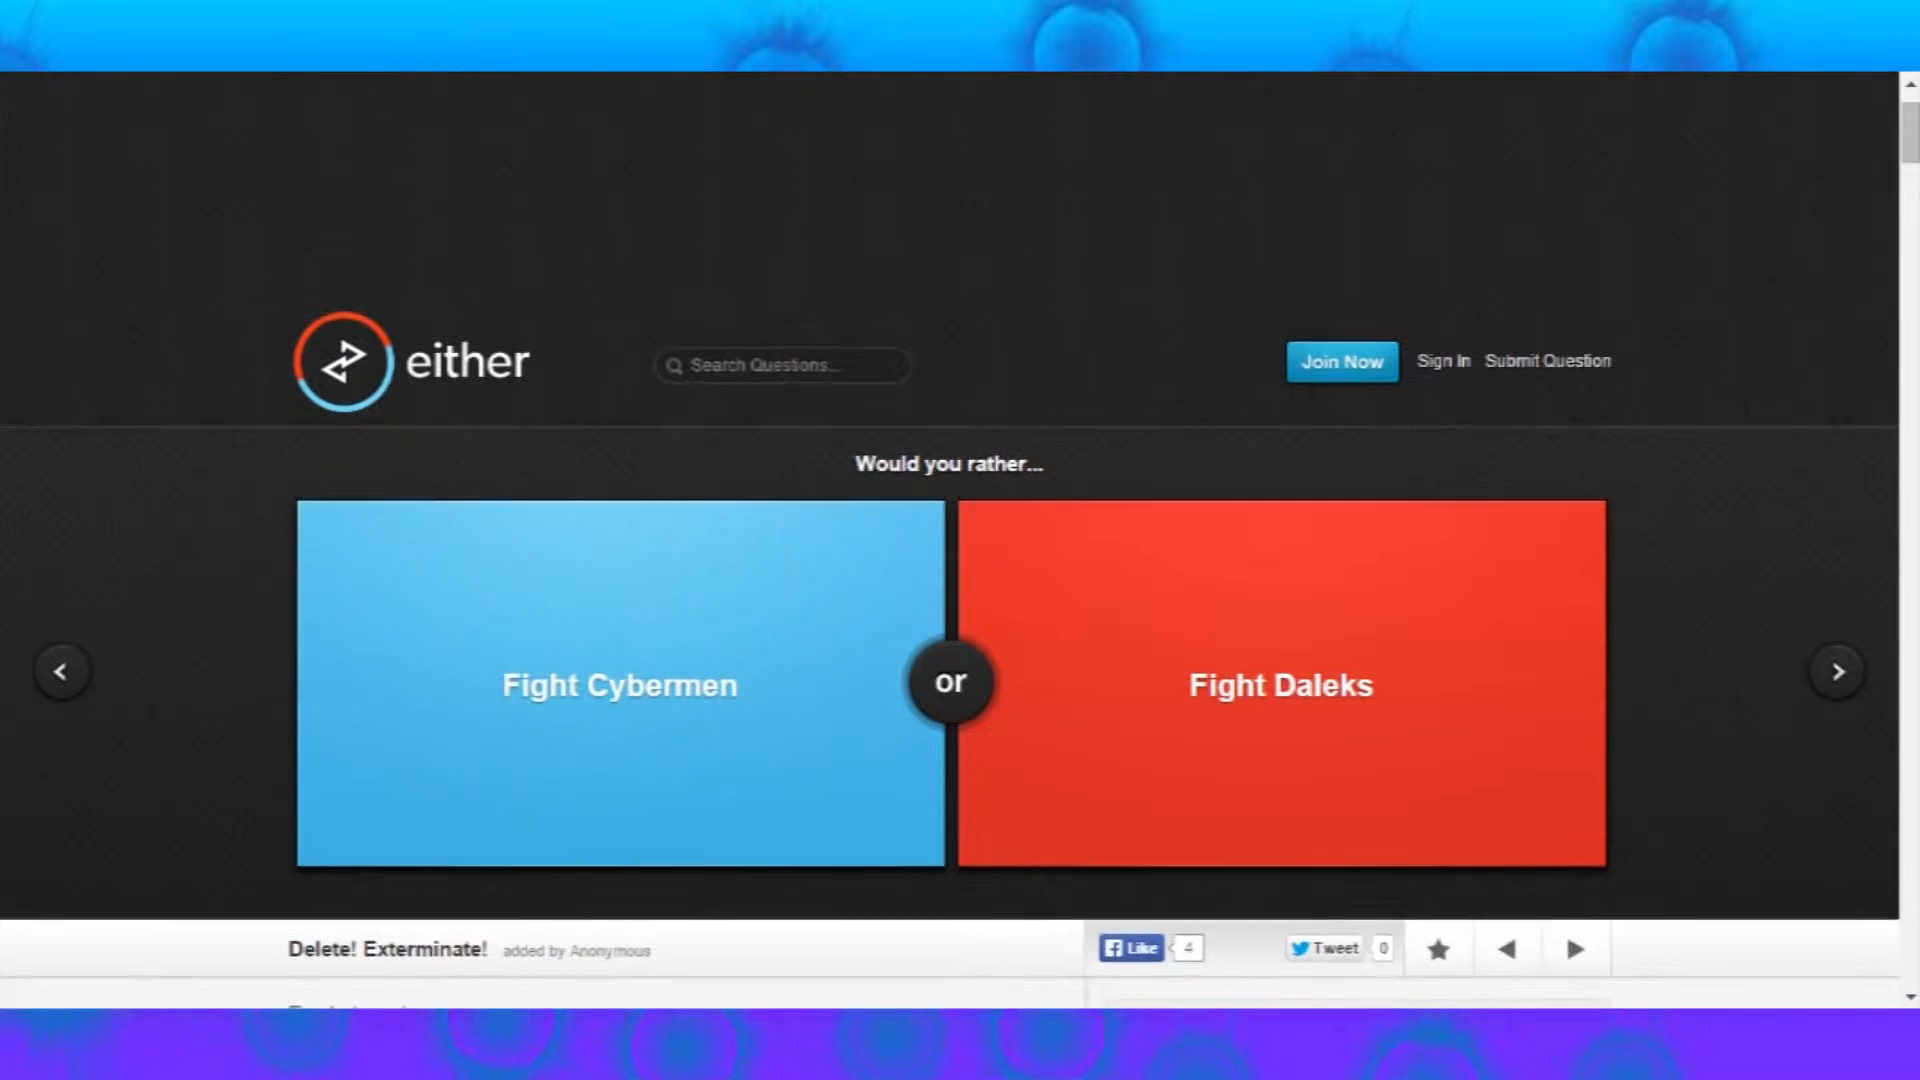 either
Search Questions...
Join Now
Sign In
Submit Question
Would you rather...
Fight Cybermen
or
Fight Daleks
Delete! Exterminate! added by Anonymous
Like 4
Tweet 0